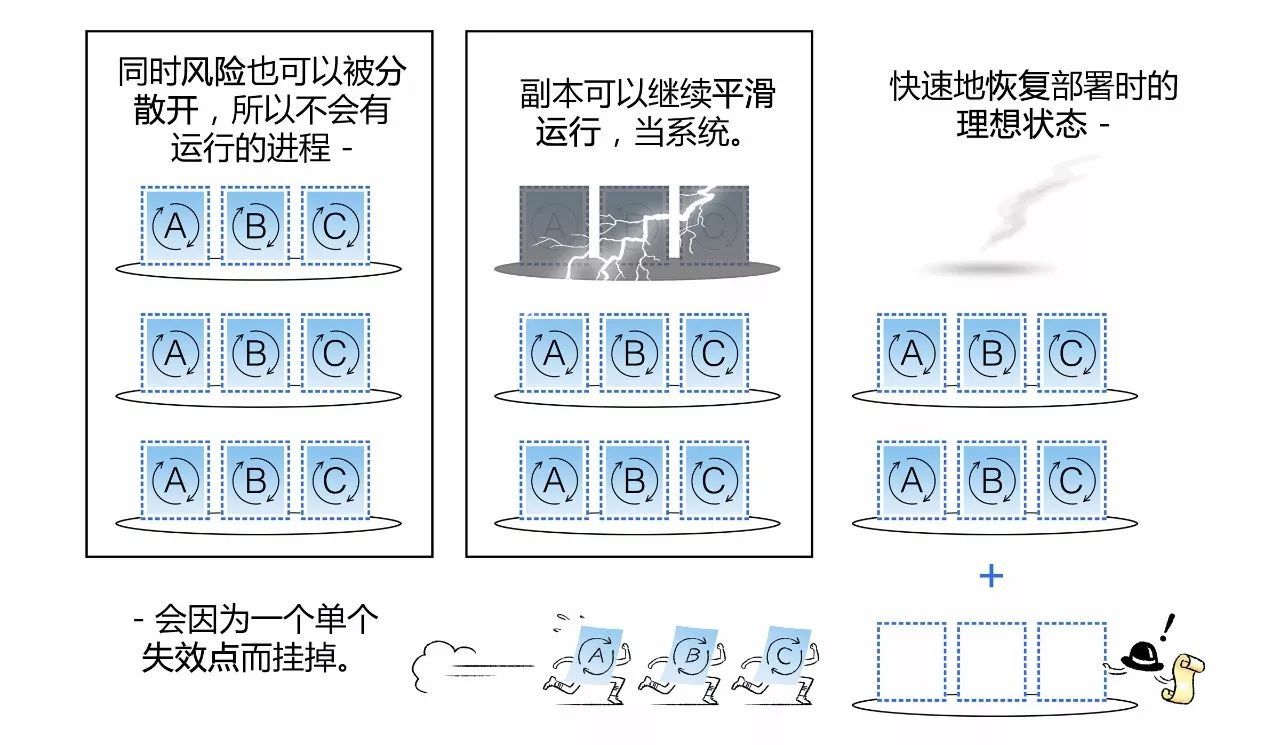 同时风险也可以被分
散开，所以不会有
运行的进程 -
A B C
A B C
A B C
- 会因为一个单个
失效点而挂掉。
副本可以继续平滑
运行，当系统。
A B C
A B C
A B C
快速地恢复部署时的
理想状态 -
A B C
A B C
+
A B C
!